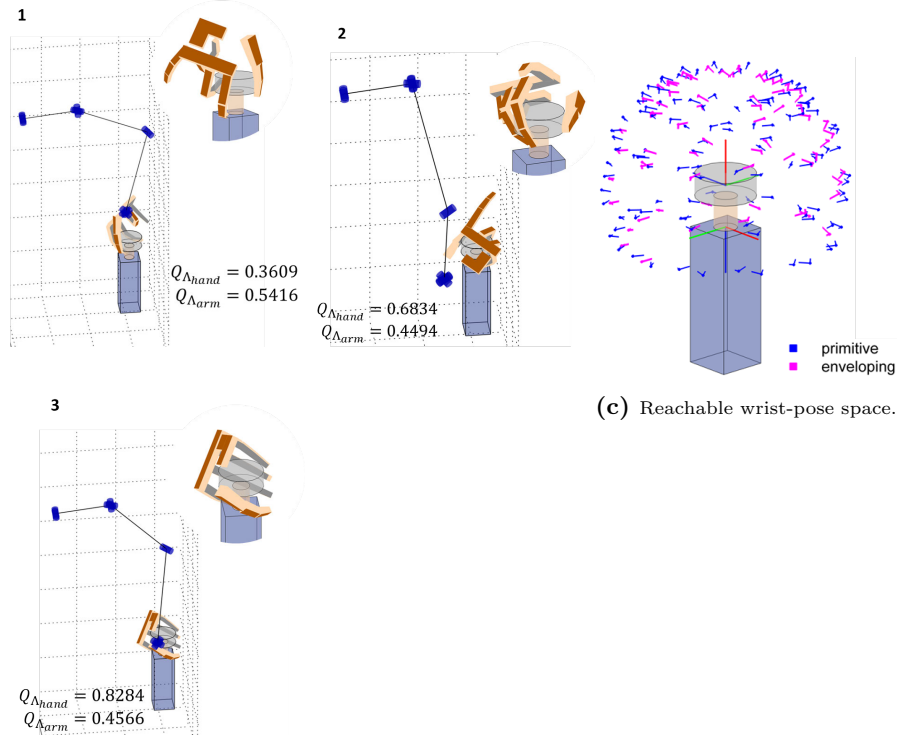 1
Q_{Λ_{hand}} = 0.3609
Q_{Λ_{arm}} = 0.5416
2
Q_{Λ_{hand}} = 0.6834
Q_{Λ_{arm}} = 0.4494
primitive
enveloping
(c) Reachable wrist-pose space.
3
Q_{Λ_{hand}} = 0.8284
Q_{Λ_{arm}} = 0.4566